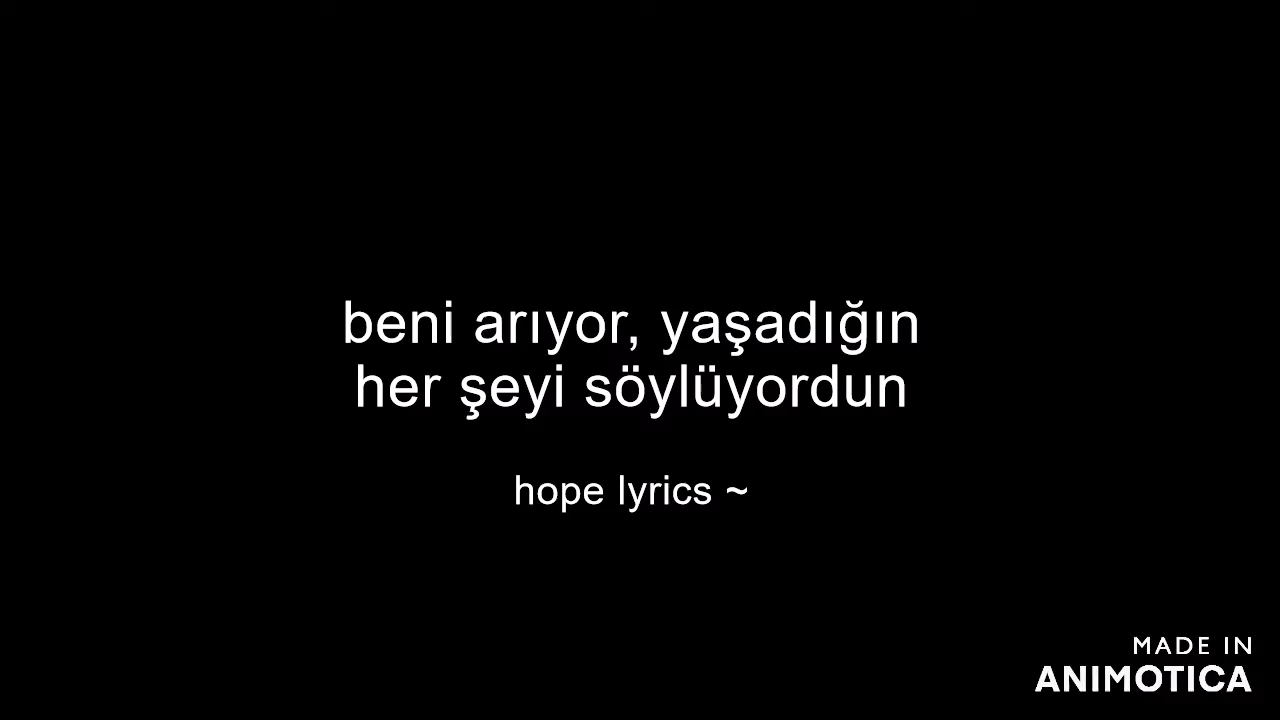 beni arıyor, yaşadığın
her şeyi söylüyordun
hope lyrics ~
MADE IN
ANIMOTICA